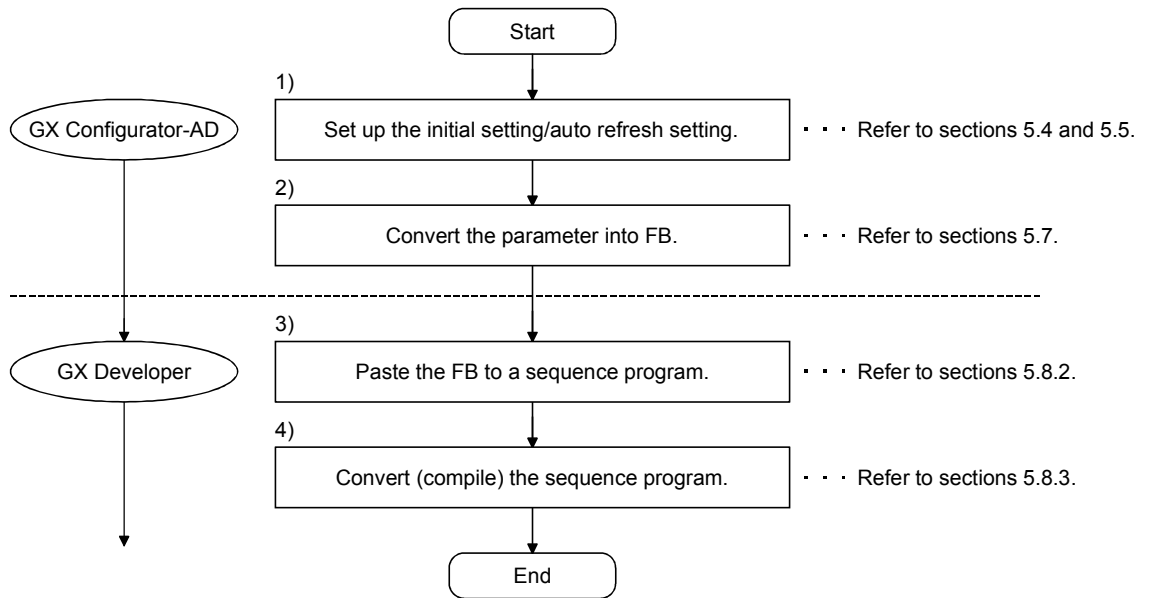 Start
1)
GX Configurator-AD
Set up the initial setting/auto refresh setting.
· · · Refer to sections 5.4 and 5.5.
2)
Convert the parameter into FB.
· · · Refer to sections 5.7.
3)
GX Developer
Paste the FB to a sequence program.
· · · Refer to sections 5.8.2.
4)
Convert (compile) the sequence program.
· · · Refer to sections 5.8.3.
End